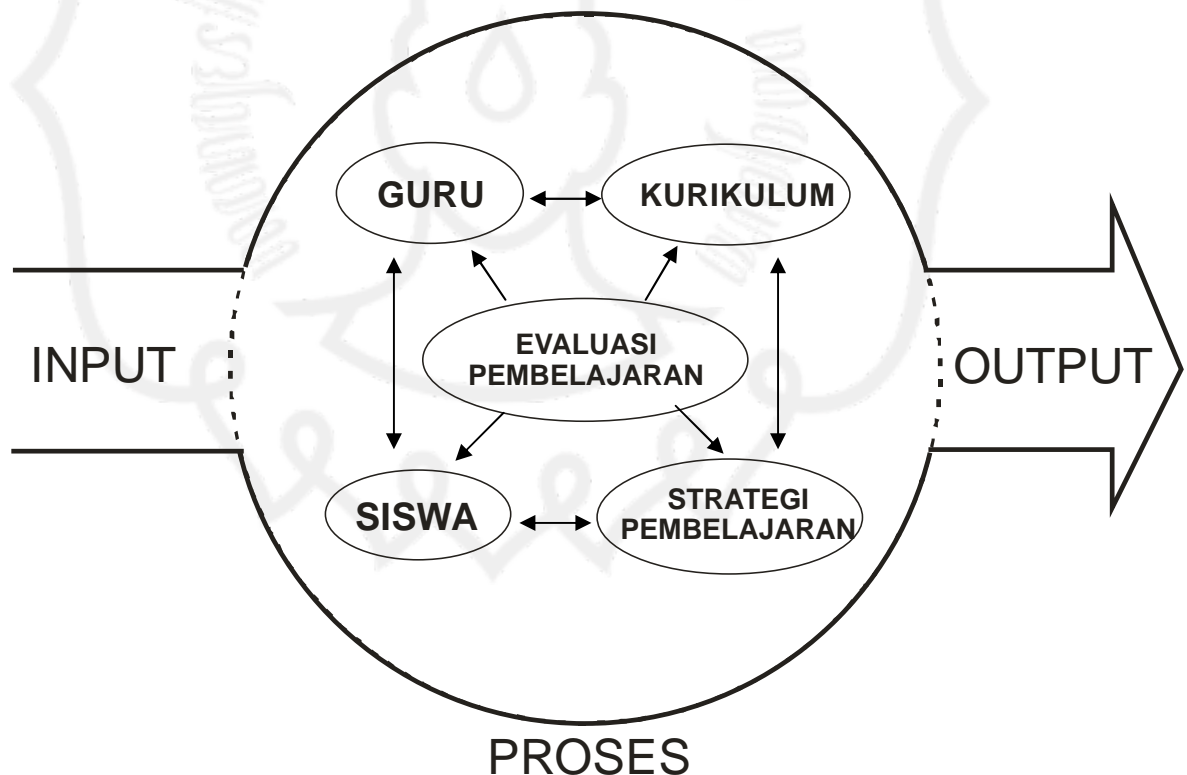 GURU
KURIKULUM
EVALUASI
PEMBELAJARAN
INPUT
OUTPUT
SISWA
STRATEGI
PEMBELAJARAN
PROSES